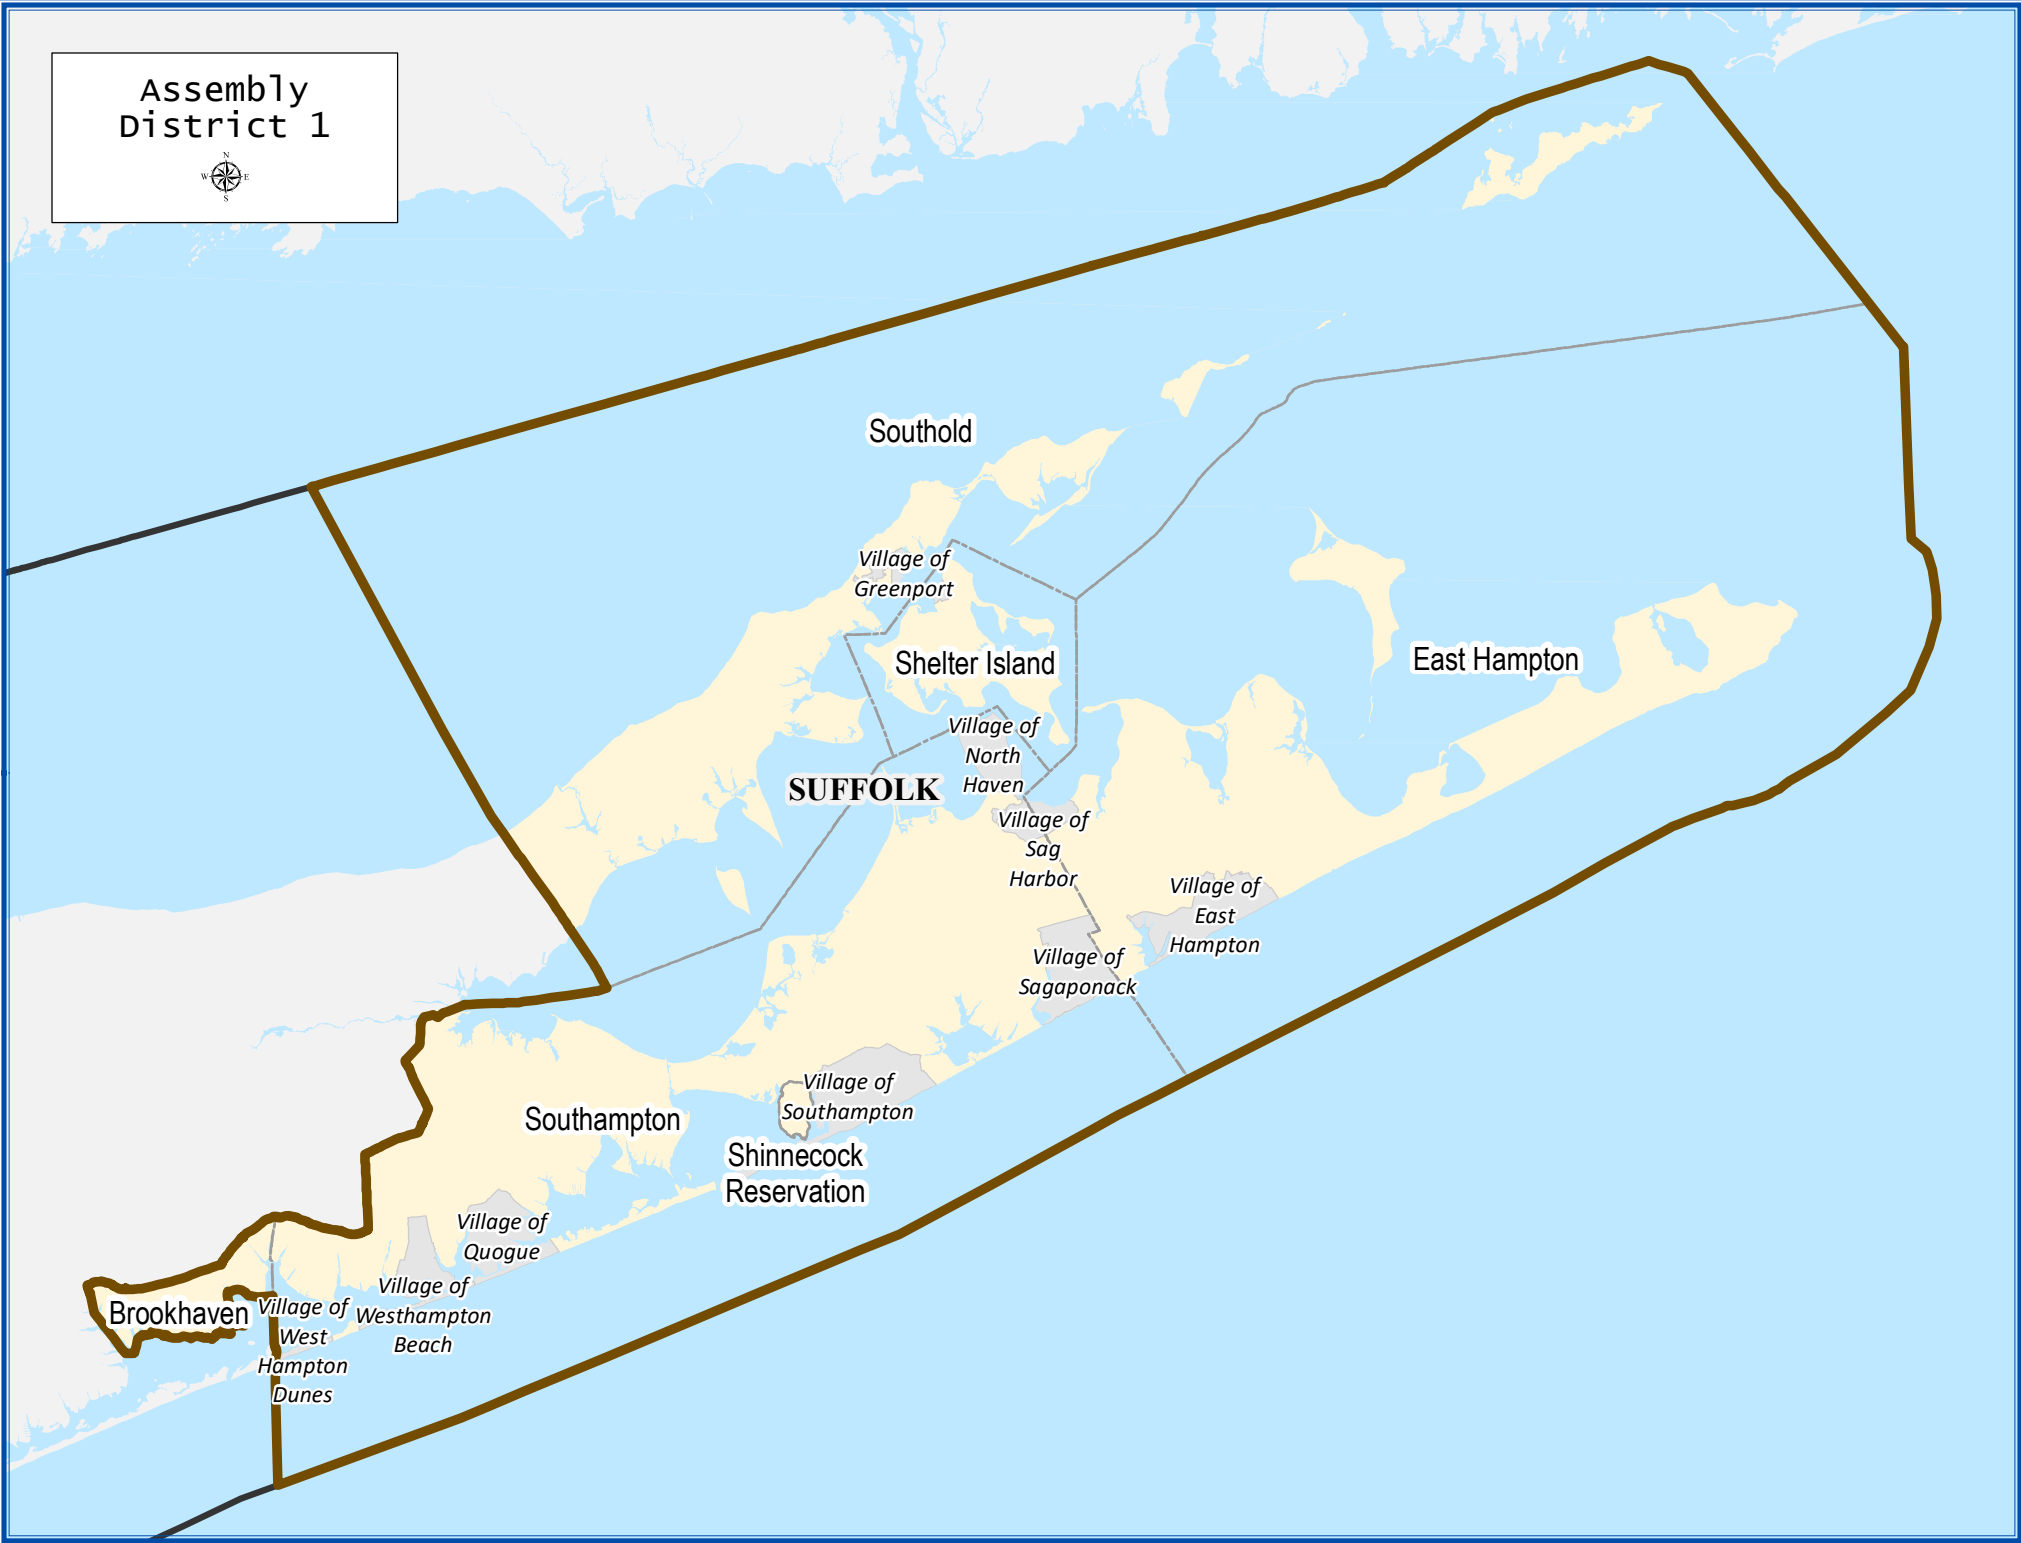 Assembly
District 1
N
W
E
S
Southold
Village of
Greenport
Shelter Island
East Hampton
Village of
North
Haven
SUFFOLK
Village of
Sag
Harbor
Village of
East
Hampton
Village of
Sagaponack
Village of
Southampton
Southampton
Shinnecock
Reservation
Village of
Quogue
Village of
Westhampton
Beach
Brookhaven
Village of
West
Hampton
Dunes